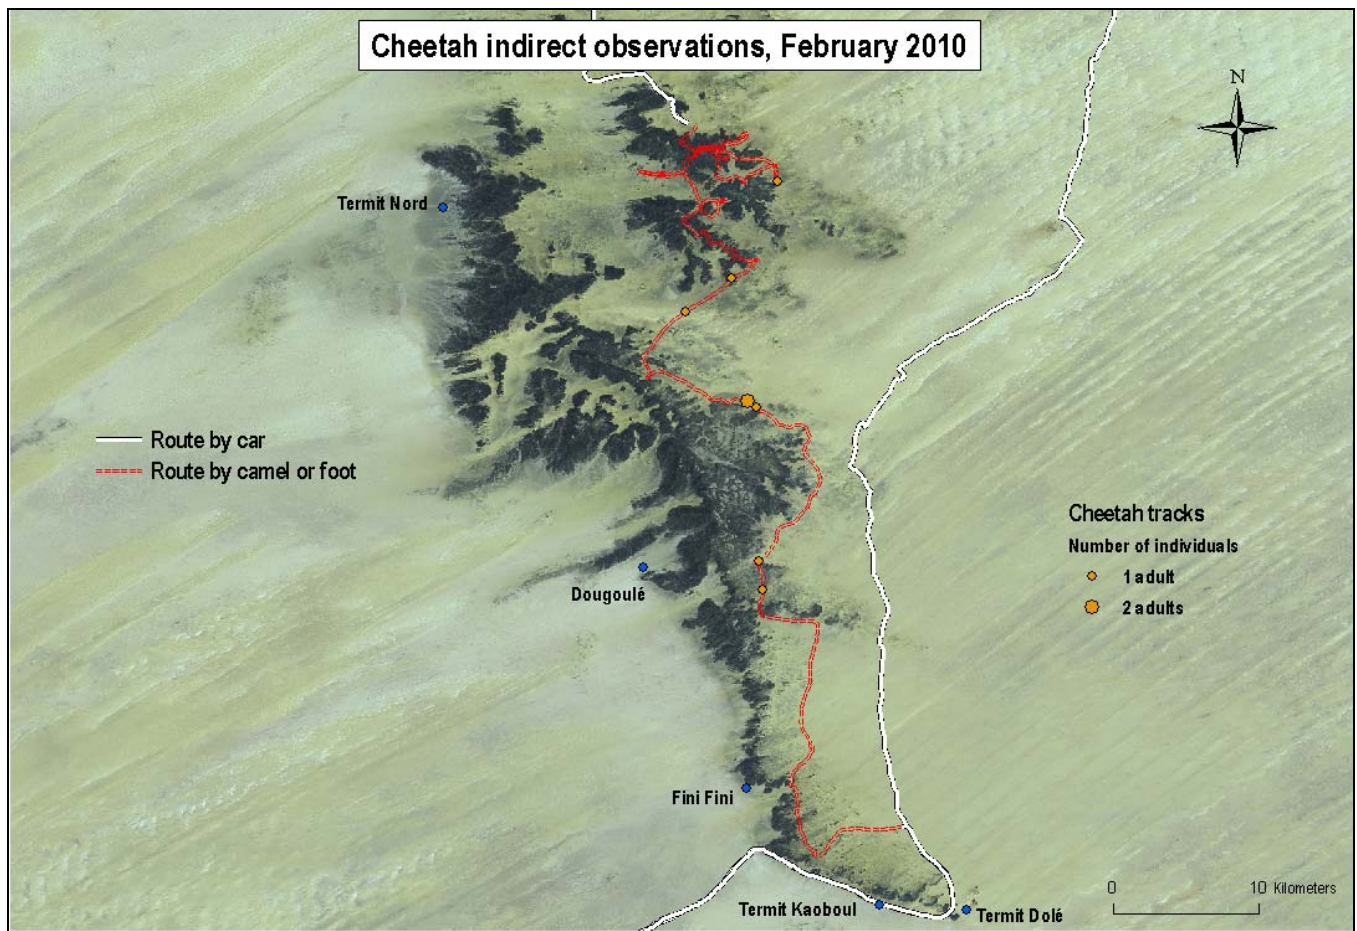 Cheetah indirect observations, February 2010
N
Termit Nord
Route by car
Route by camel or foot
Cheetah tracks
Number of individuals
1 adult
2 adults
Dougoulé
Fini Fini
0 10 Kilometers
Termit Kaoboul
Termit Dolé